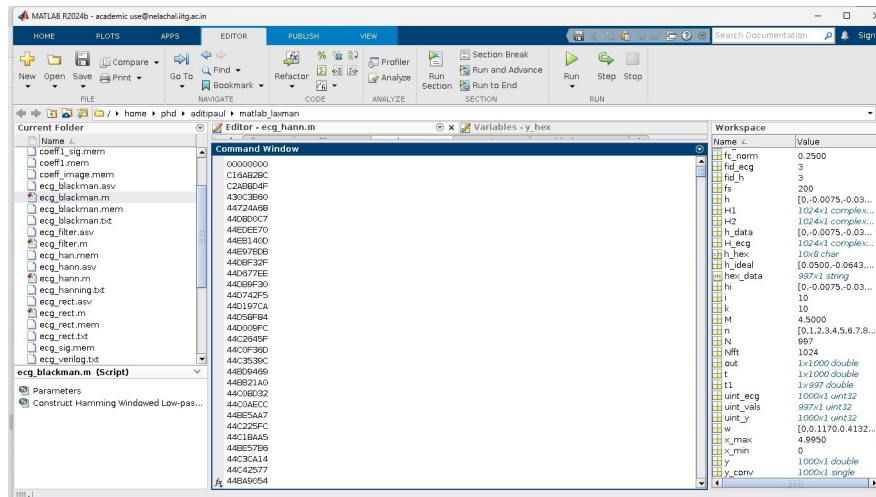 MATLAB R2024b - academic use@nelachal.iitg.ac.in
HOME PLOTS APPS EDITOR PUBLISH VIEW
Search Documentation
Sign
New Open Save
Compare
Print
Go To
Find
Bookmark
Refactor
Profiler
Analyze
Run Section
Section Break
Run and Advance
Run to End
Run Step Stop
FILE NAVIGATE CODE ANALYZE SECTION RUN
/ home phd aditipaul matlab_laxman
Current Folder
Name
coeff1_sig.mem
coeff1.mem
coeff_image.mem
ecg_blackman.asv
ecg_blackman.m
ecg_blackman.mem
ecg_blackman.txt
ecg_filter.asv
ecg_filter.m
ecg_han.mem
ecg_hann.asv
ecg_hann.m
ecg_hanning.txt
ecg_rect.asv
ecg_rect.m
ecg_rect.mem
ecg_rect.txt
ecg_sig.mem
ecg_verilog.txt
ecg_blackman.m (Script)
Parameters
Construct Hamming Windowed Low-pas...
Editor - ecg_hann.m
Variables - y_hex
Command Window
00000000
C16AB2BC
C2ABBD4F
430C3B60
44724A6B
44D8D0C7
44EDEE70
44EB140D
44E97BDB
44DBF32F
44D677EE
44DB9F30
44D742F5
44D197CA
44D5BFB4
44D009FC
44C2645F
44C0F36D
44C3539C
44BD9469
44BB21A0
44C0BD32
44C0AECC
44BE5AA7
44C225FC
44C1BAA5
44BE57B6
44C3CA14
44C42577
fx 44BA9054
Workspace
Name Value
fc_norm 0.2500
fid_ecg 3
fid_h 3
fs 200
h [0,-0.0075,-0.03...
H1 1024x1 complex...
H2 1024x1 complex...
h_data [0,-0.0075,-0.03...
H_ecg 1024x1 complex...
h_hex 10x8 char
h_ideal [0.0500,-0.0643,...
hex_data 997x1 string
hi [0,-0.0075,-0.03...
i 10
k 10
M 4.5000
n [0,1,2,3,4,5,6,7,8...
N 997
Nfft 1024
out 1x1000 double
t 1x1000 double
t1 1x997 double
uint_ecg 1000x1 uint32
uint_vals 997x1 uint32
uint_y 1000x1 uint32
w [0,0.1170,0.4132...
x_max 4.9950
x_min 0
y 1000x1 double
y_conv 1000x1 single